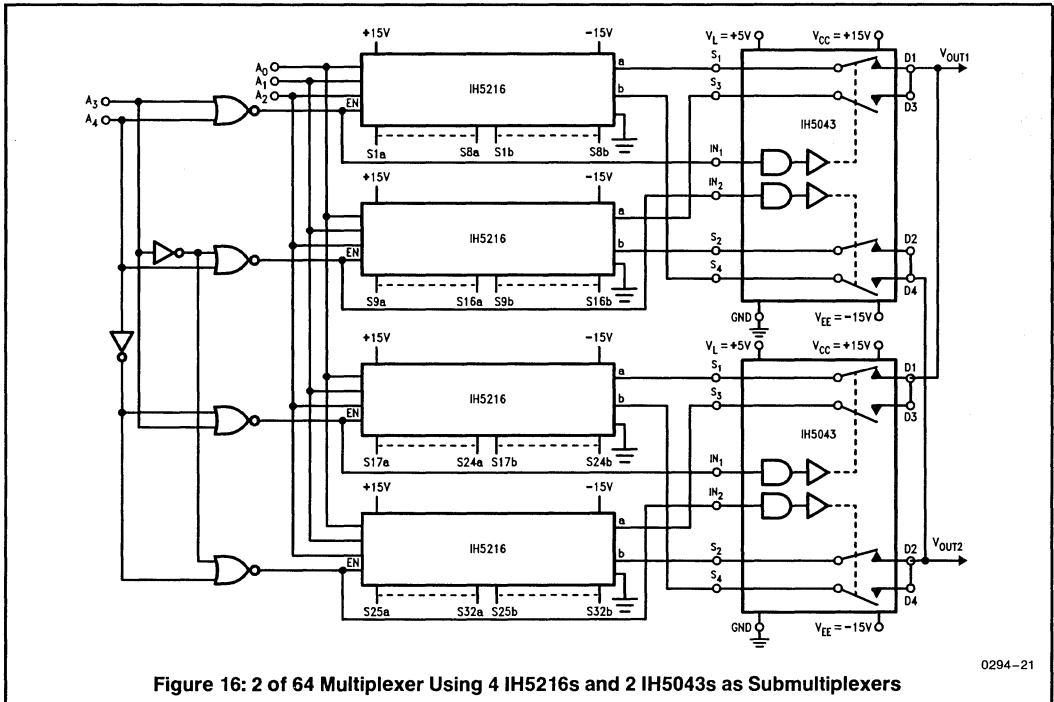 +15V
-15V
V_L = +5V
V_CC = +15V
A_0
A_1
A_2
A_3
A_4
EN
IH5216
a
b
S_1
S_3
D1
D3
V_OUT1
IH5043
S1a
S8a
S1b
S8b
IN_1
IN_2
+15V
-15V
EN
IH5216
a
b
S_2
S_4
D2
D4
S9a
S16a
S9b
S16b
GND
V_EE = -15V
+15V
-15V
V_L = +5V
V_CC = +15V
EN
IH5216
a
b
S_1
S_3
D1
D3
IH5043
S17a
S24a
S17b
S24b
IN_1
IN_2
+15V
-15V
EN
IH5216
a
b
S_2
S_4
D2
D4
V_OUT2
S25a
S32a
S25b
S32b
GND
V_EE = -15V
0294-21
Figure 16: 2 of 64 Multiplexer Using 4 IH5216s and 2 IH5043s as Submultiplexers